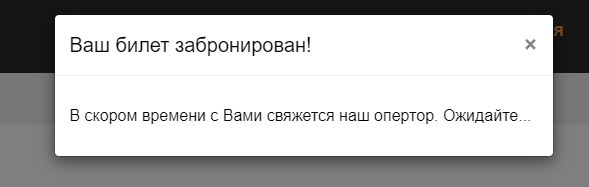 Ваш билет забронирован!
×
я
В скором времени с Вами свяжется наш опертор. Ожидайте...